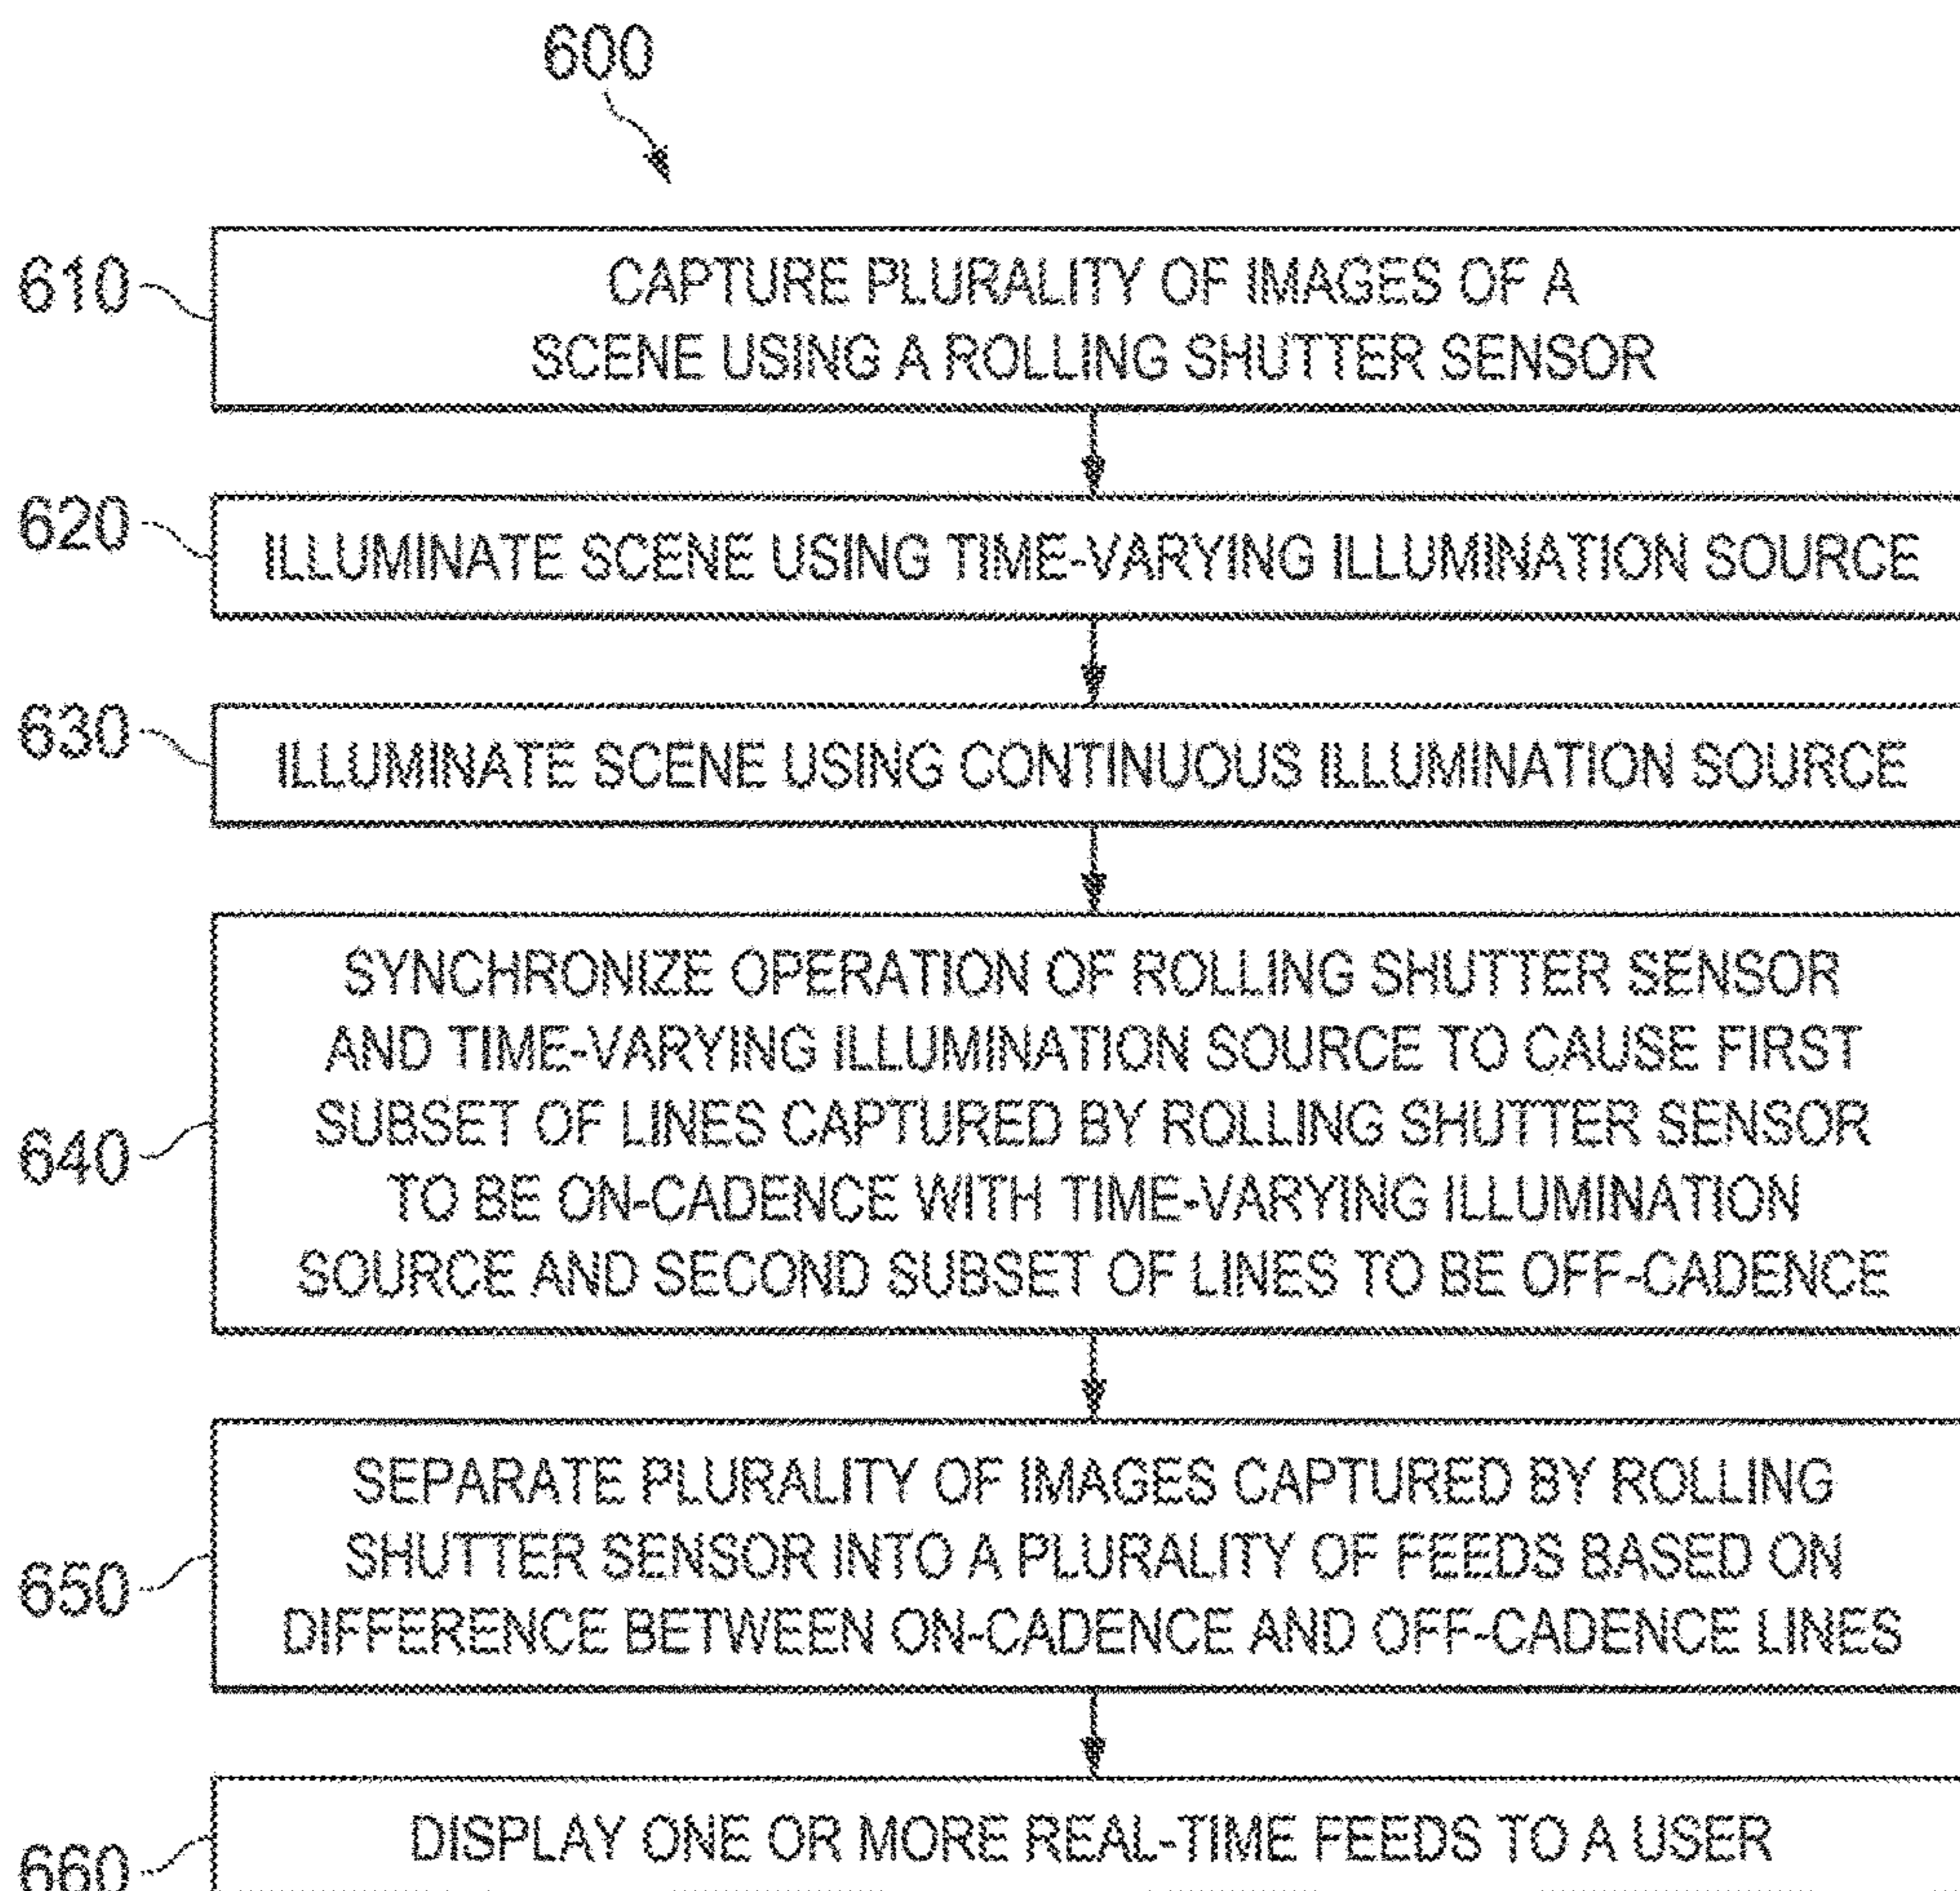 600
610
CAPTURE PLURALITY OF IMAGES OF A
SCENE USING A ROLLING SHUTTER SENSOR
620
ILLUMINATE SCENE USING TIME-VARYING ILLUMINATION SOURCE
630
ILLUMINATE SCENE USING CONTINUOUS ILLUMINATION SOURCE
640
SYNCHRONIZE OPERATION OF ROLLING SHUTTER SENSOR
AND TIME-VARYING ILLUMINATION SOURCE TO CAUSE FIRST
SUBSET OF LINES CAPTURED BY ROLLING SHUTTER SENSOR
TO BE ON-CADENCE WITH TIME-VARYING ILLUMINATION
SOURCE AND SECOND SUBSET OF LINES TO BE OFF-CADENCE
650
SEPARATE PLURALITY OF IMAGES CAPTURED BY ROLLING
SHUTTER SENSOR INTO A PLURALITY OF FEEDS BASED ON
DIFFERENCE BETWEEN ON-CADENCE AND OFF-CADENCE LINES
660
DISPLAY ONE OR MORE REAL-TIME FEEDS TO A USER